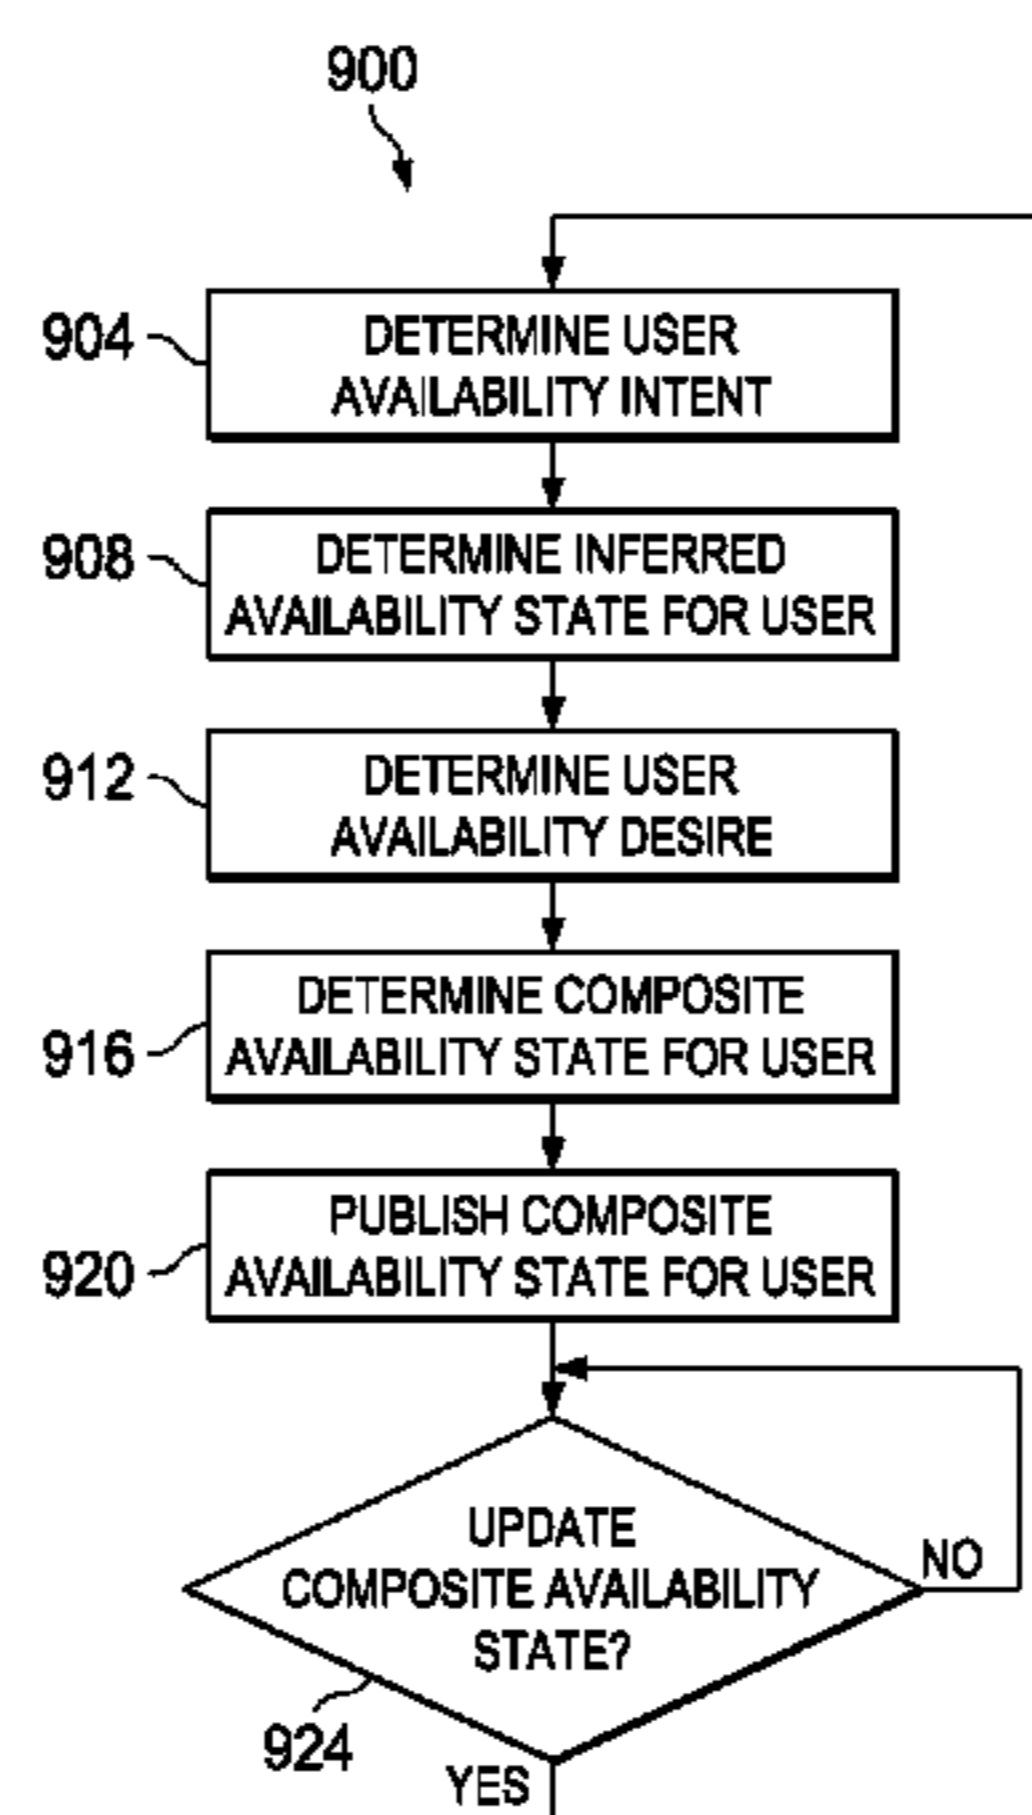 900
904
DETERMINE USER
AVAILABILITY INTENT
908
DETERMINE INFERRED
AVAILABILITY STATE FOR USER
912
DETERMINE USER
AVAILABILITY DESIRE
916
DETERMINE COMPOSITE
AVAILABILITY STATE FOR USER
920
PUBLISH COMPOSITE
AVAILABILITY STATE FOR USER
UPDATE
COMPOSITE AVAILABILITY
STATE?
NO
924
YES